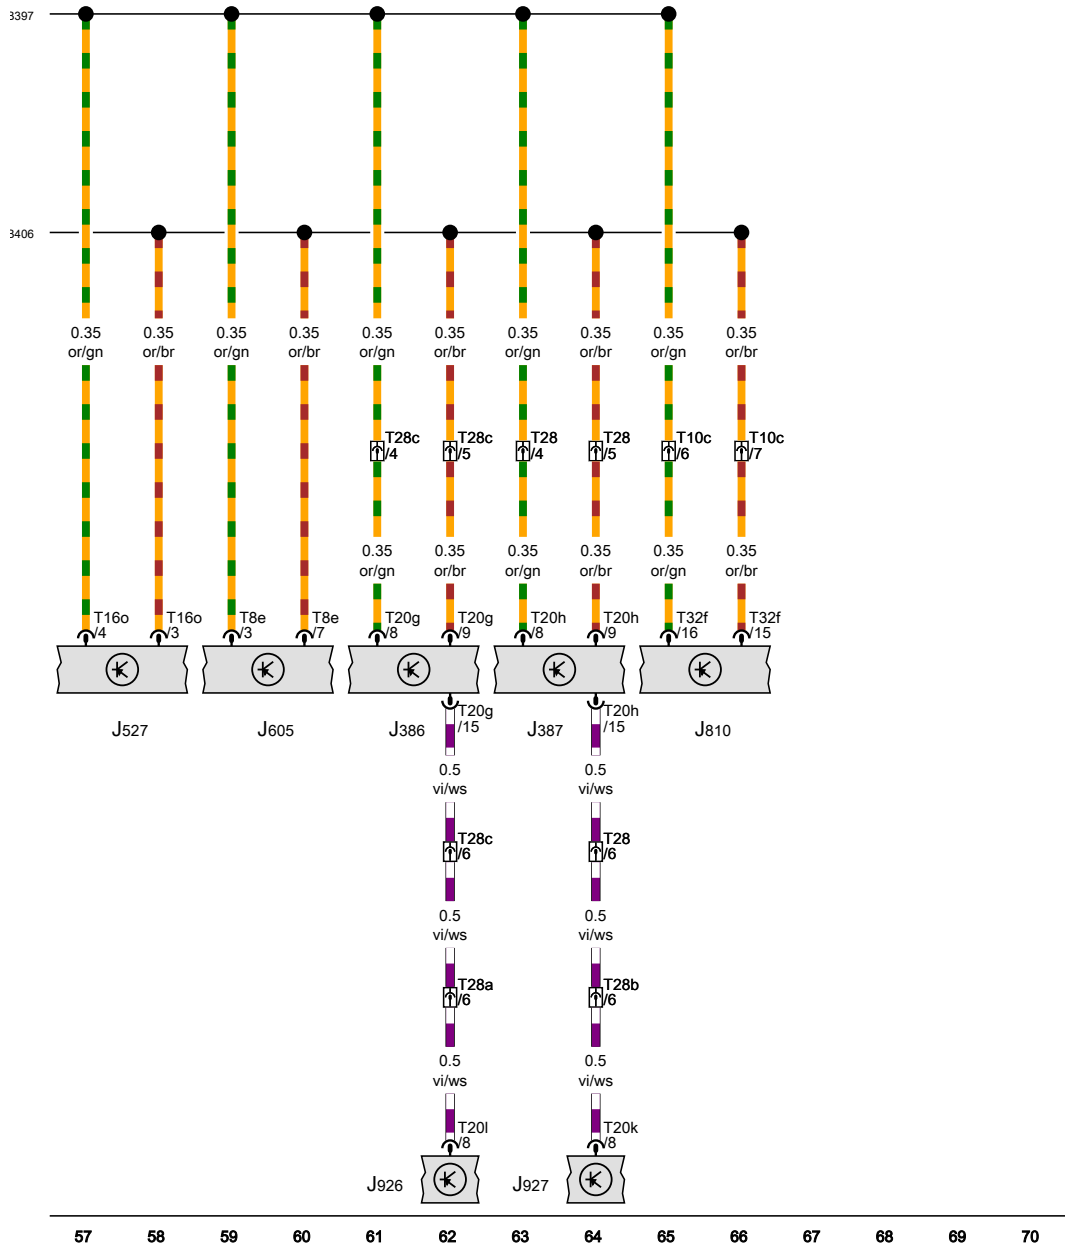 3397
3406
0.35 0.35 0.35 0.35 0.35 0.35 0.35 0.35 0.35 0.35
or/gn or/br or/gn or/br or/gn or/br or/gn or/br or/gn or/br
T28c T28c T28 T28 T10c T10c
/4 /5 /4 /5 /6 /7
0.35 0.35 0.35 0.35 0.35 0.35
or/gn or/br or/gn or/br or/gn or/br
T16o T16o T8e T8e T20g T20g T20h T20h T32f T32f
/4 /3 /3 /7 /8 /9 /8 /9 /16 /15
T20g T20h
/15 /15
J527 J605 J386 J387 J810
0.5 0.5
vi/ws vi/ws
T28c T28
/6 /6
0.5 0.5
vi/ws vi/ws
T28a T28b
/6 /6
0.5 0.5
vi/ws vi/ws
T20l T20k
/8 /8
J926 J927
57 58 59 60 61 62 63 64 65 66 67 68 69 70